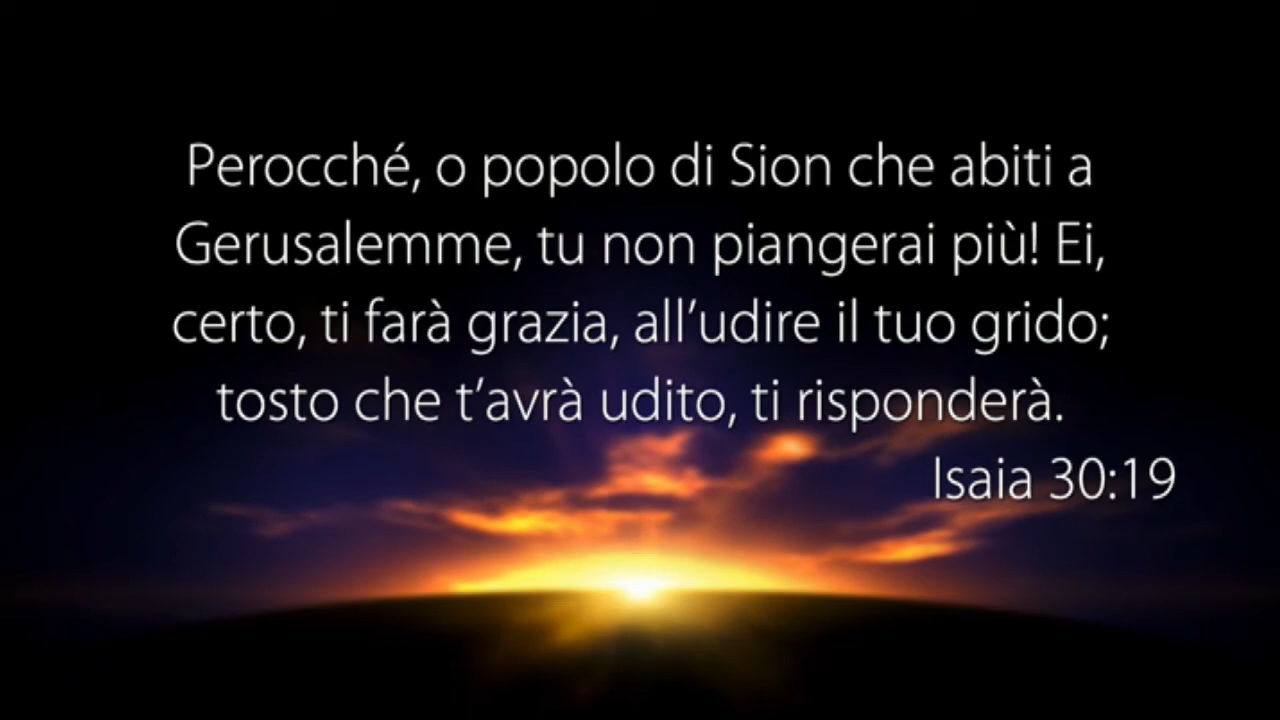 Perocché, o popolo di Sion che abiti a
Gerusalemme, tu non piangerai più! Ei,
certo, ti farà grazia, all’udire il tuo grido;
tosto che t’avrà udito, ti risponderà.
Isaia 30:19